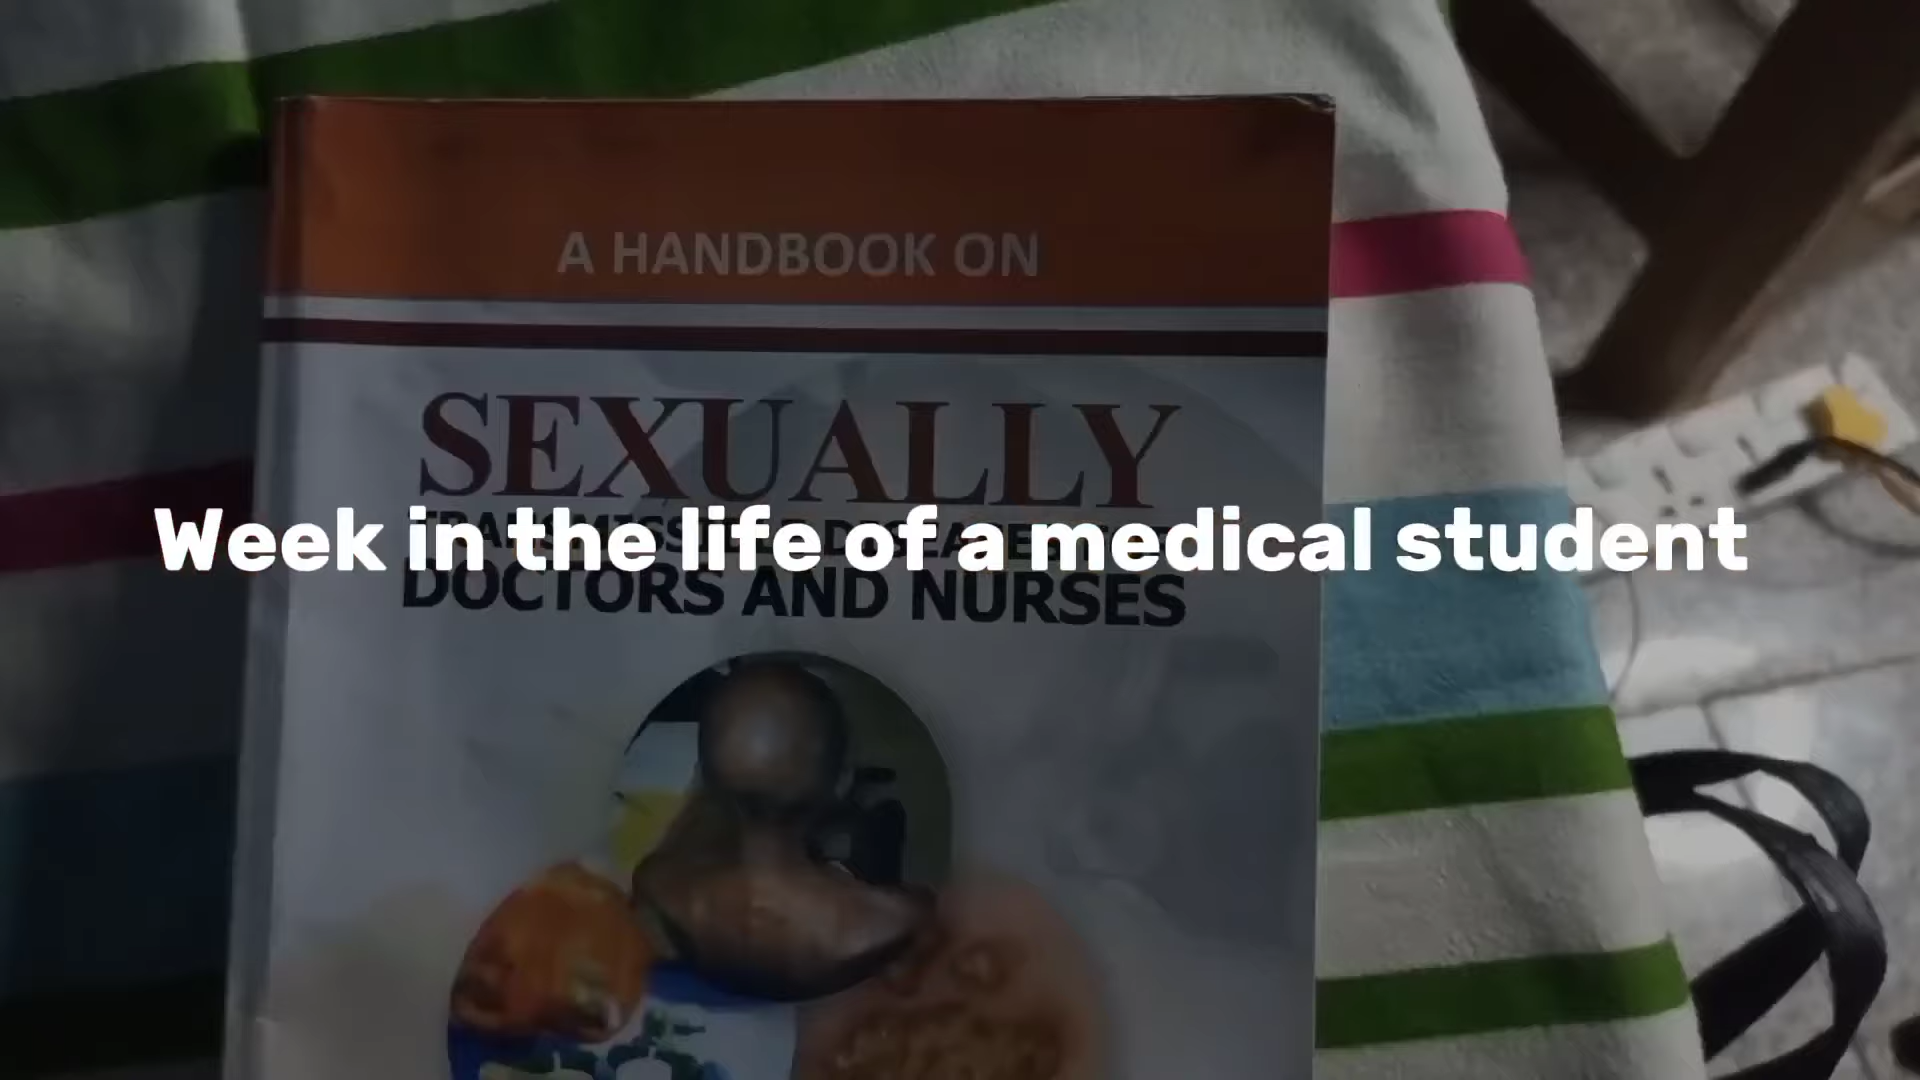 A HANDBOOK ON
SEXUALLY
Week in the life of a medical student
DOCTORS AND NURSES